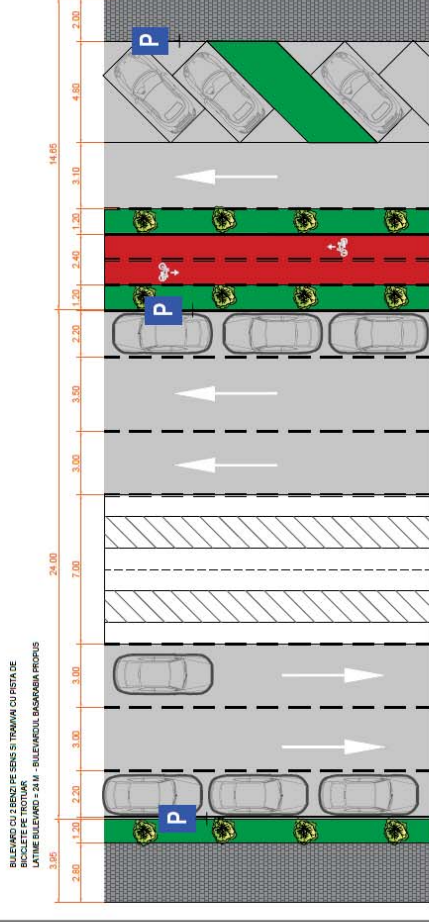 BULEVARD CU 2 BENZI PE SENS SI TRAMVAI CU PISTA DE
BICICLETE PE TROTUAR
LATIME BULEVARD = 24 M - BULEVARDUL BASARABIA PROPUS
3.95 24.00 14.65
2.80 1.20 2.20 3.00 3.00 7.00 3.00 3.50 2.20 1.20 2.40 1.20 3.10 4.80 2.00
P
P
P